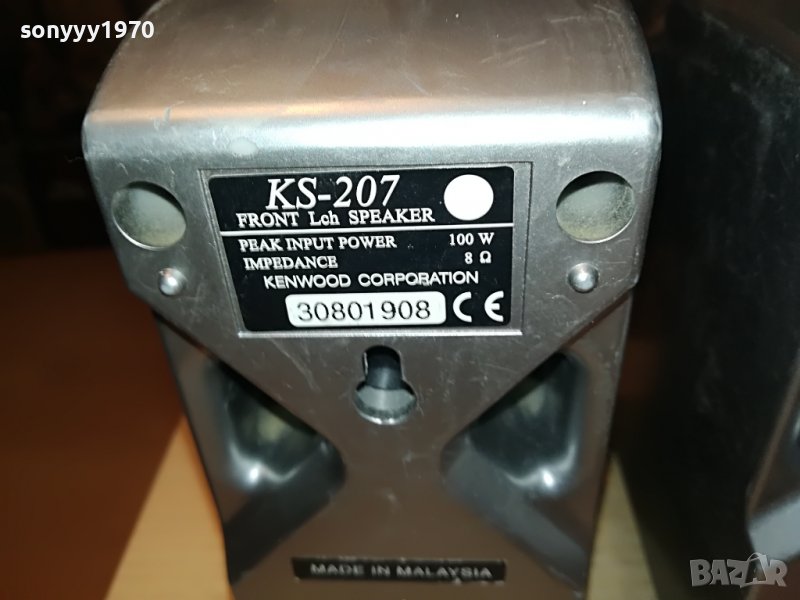 sonyyy1970
KS-207
FRONT Lch SPEAKER
PEAK INPUT POWER 100 W
IMPEDANCE 8 Ω
KENWOOD CORPORATION
30801908 CE
MADE IN MALAYSIA
BAZAR